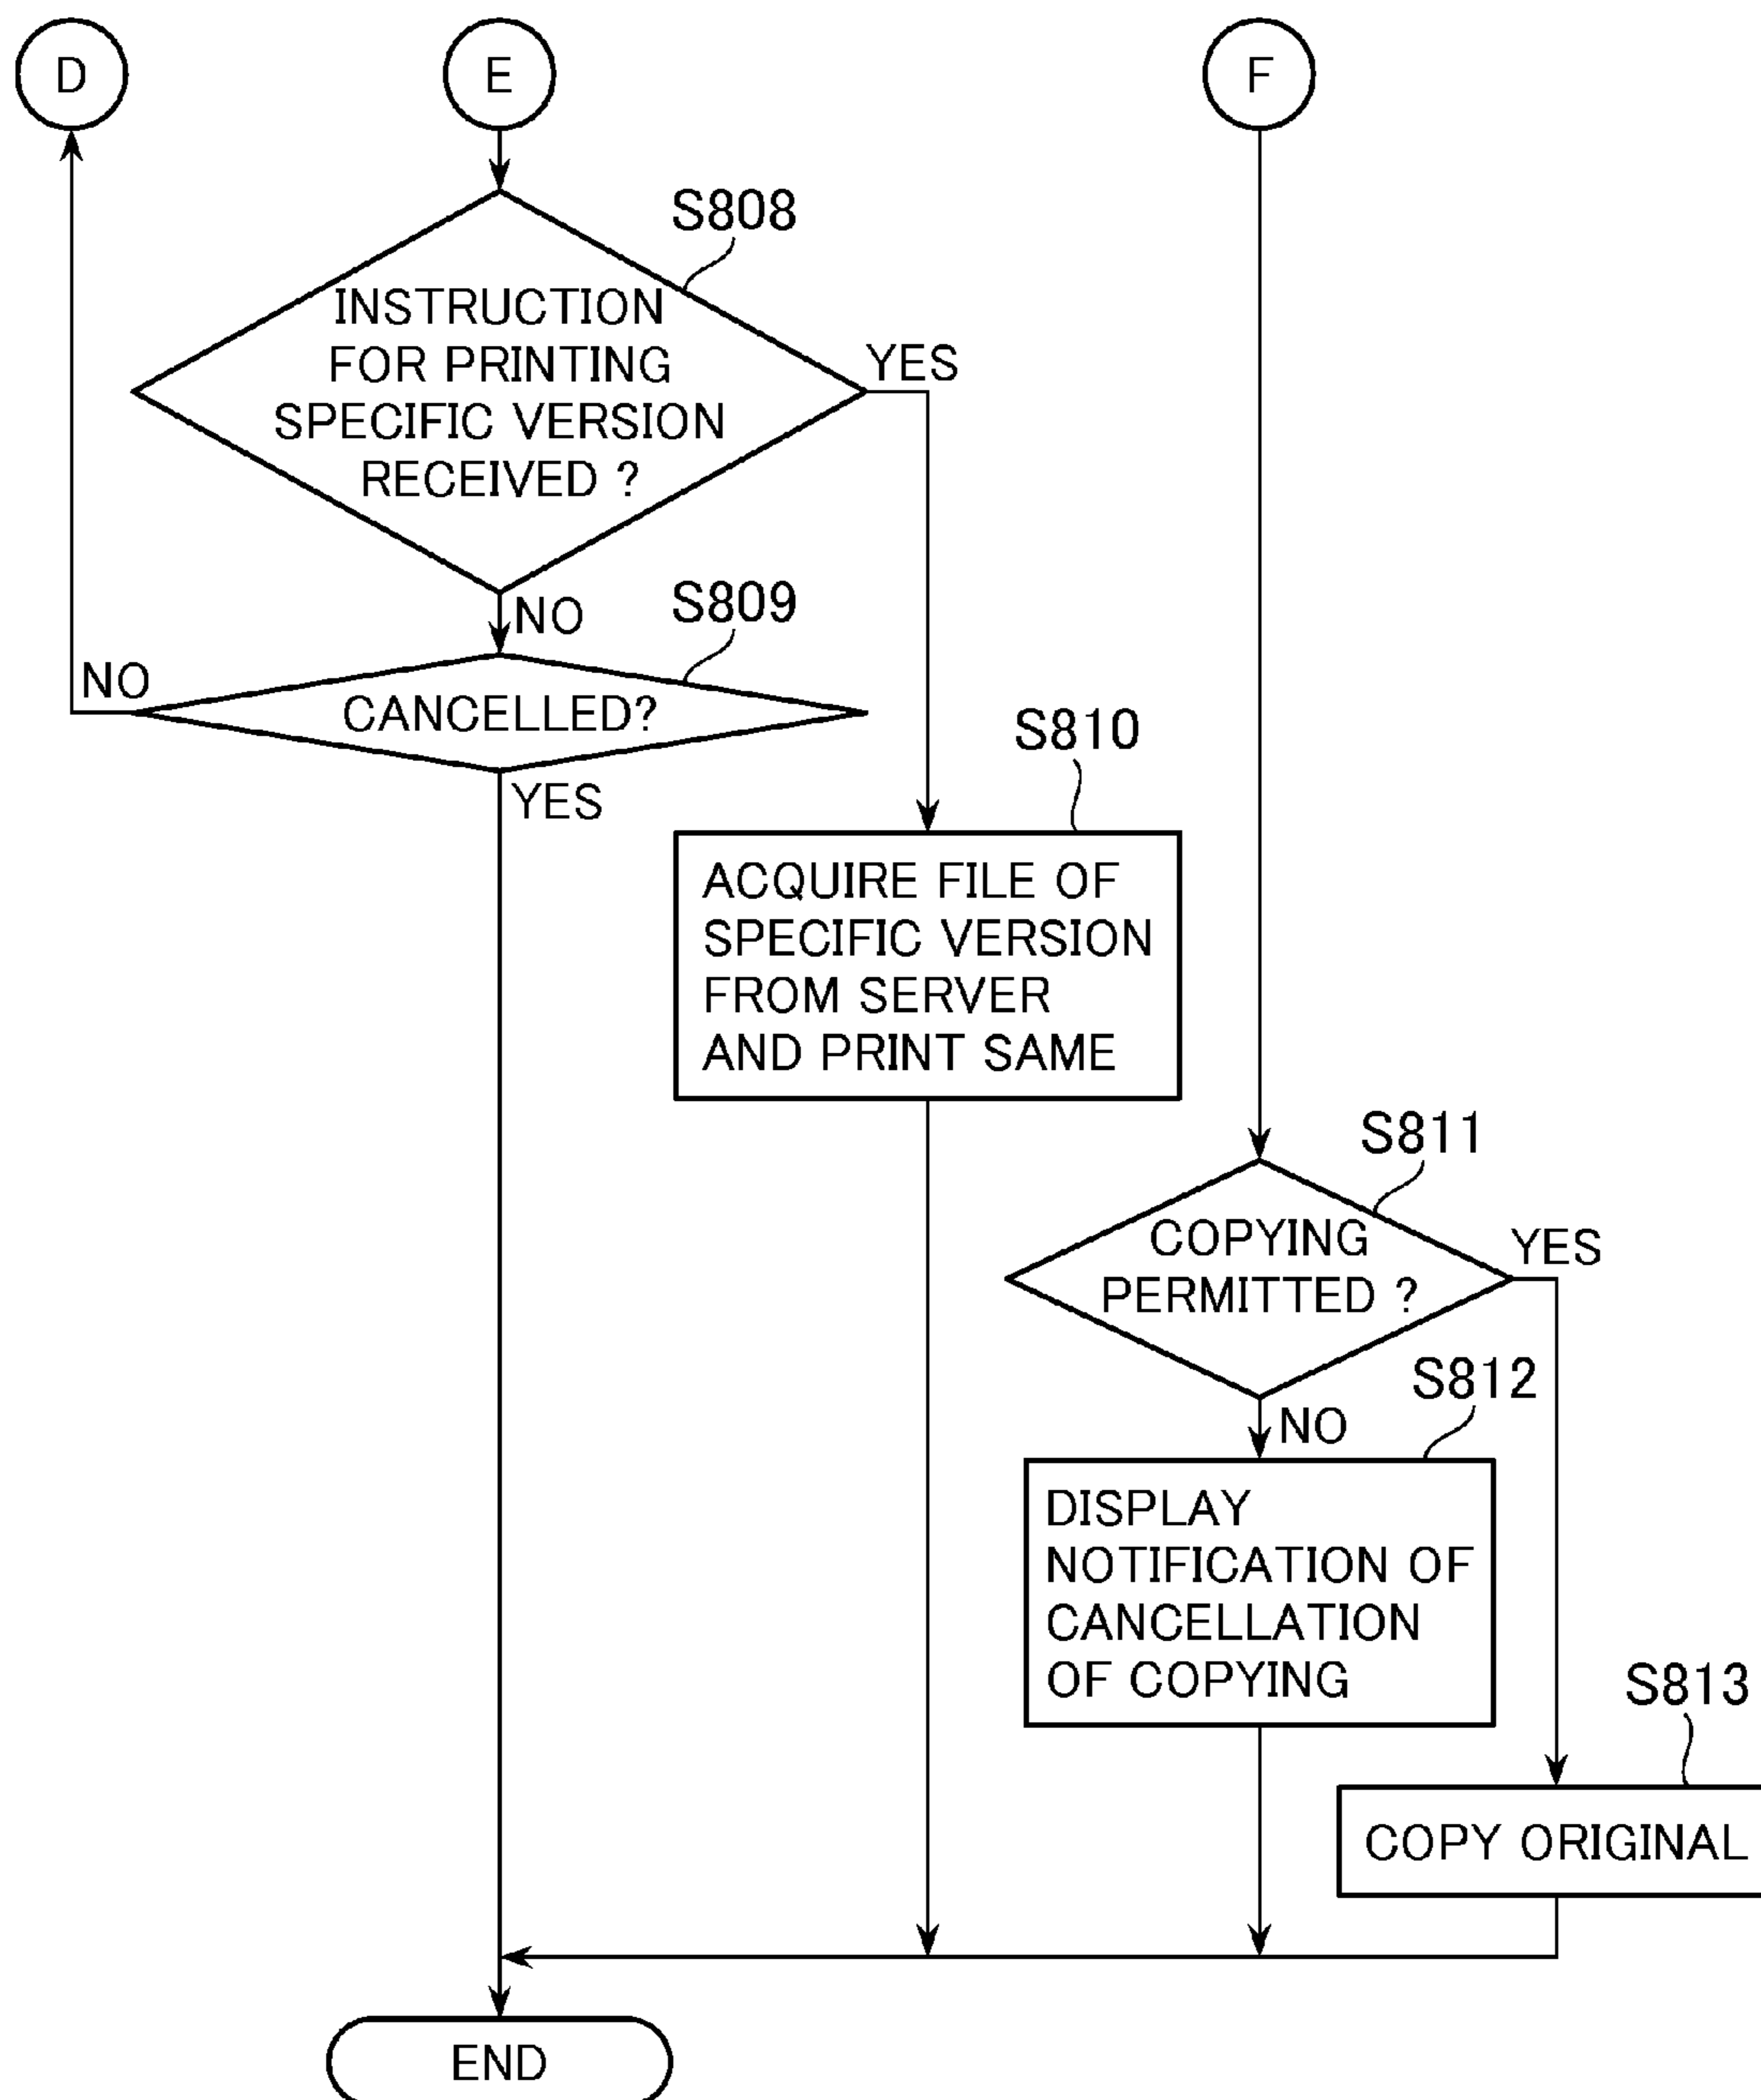 D
E
F
S808
INSTRUCTION
FOR PRINTING
SPECIFIC VERSION
RECEIVED ?
YES
NO
S809
NO
CANCELLED?
YES
S810
ACQUIRE FILE OF
SPECIFIC VERSION
FROM SERVER
AND PRINT SAME
S811
COPYING
PERMITTED ?
YES
NO
S812
DISPLAY
NOTIFICATION OF
CANCELLATION
OF COPYING
S813
COPY ORIGINAL
END